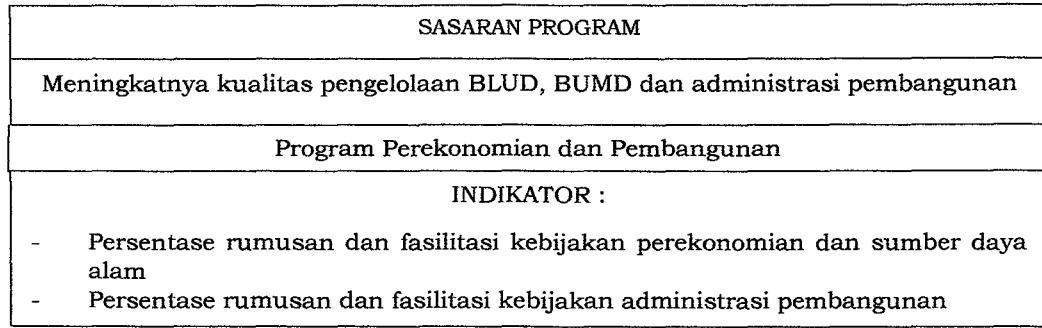 SASARAN PROGRAM
Meningkatnya kualitas pengelolaan BLUD, BUMD dan administrasi pembangunan
Program Perekonomian dan Pembangunan
INDIKATOR :
- Persentase rumusan dan fasilitasi kebijakan perekonomian dan sumber daya
alam
- Persentase rumusan dan fasilitasi kebijakan administrasi pembangunan